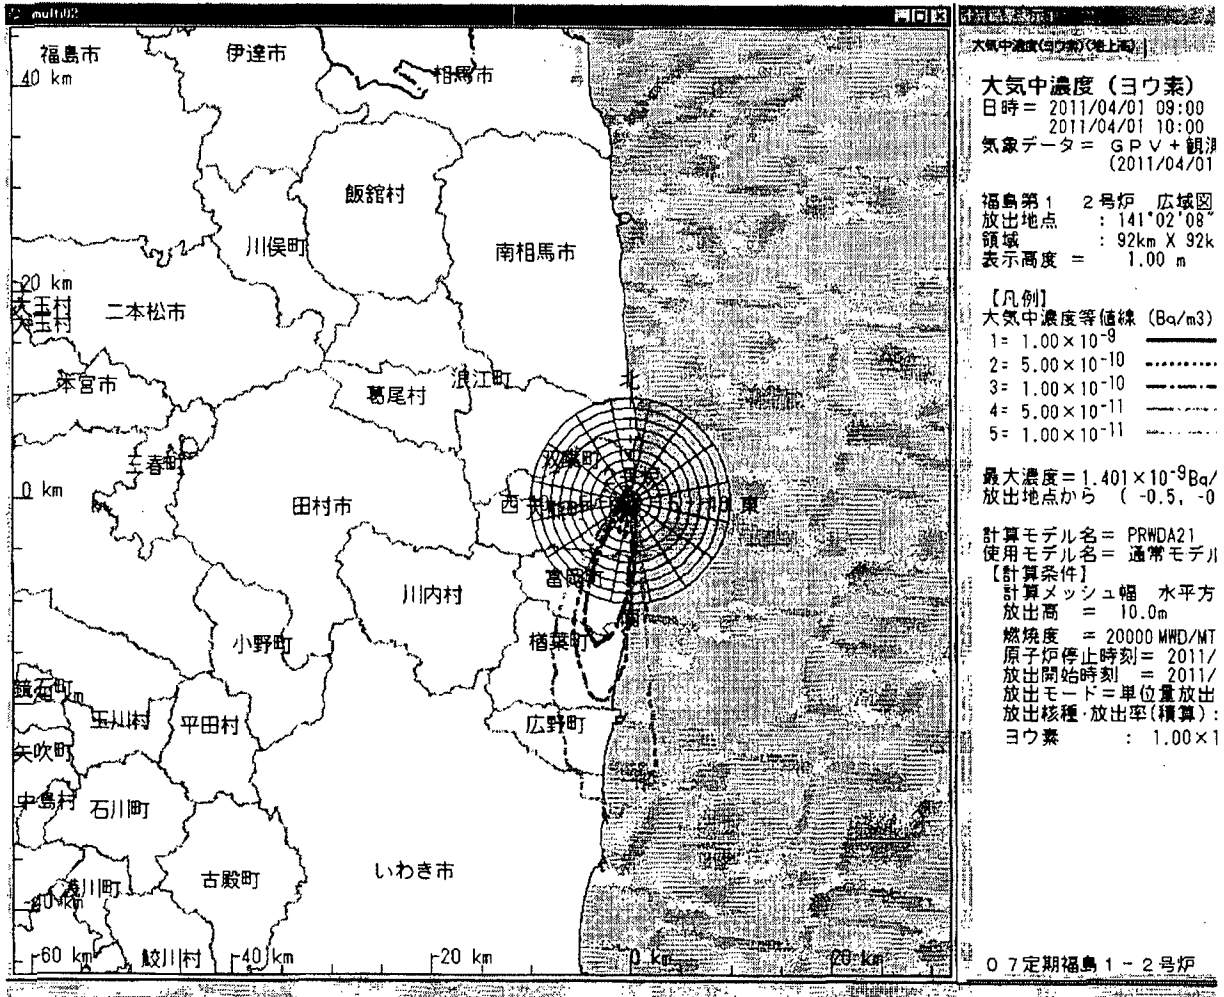 multi02
福島市
伊達市
相馬市
40 km
飯舘村
川俣町
南相馬市
20 km
大玉村
大玉村
二本松市
本宮市
浪江町
葛尾村
北
双葉町
三春町
0 km
田村市
西
東
富岡町
川内村
南
小野町
楢葉町
鏡石町
玉川村
平田村
広野町
矢吹町
中島村
石川町
いわき市
古殿町
浅川町
-40 km
-60 km
-40 km
-20 km
0 km
20 km
鮫川村
大気中濃度(ヨウ素)(地上高)
大気中濃度(ヨウ素)
日時= 2011/04/01 09:00
2011/04/01 10:00
気象データ= GPV+観測
(2011/04/01
福島第1 2号炉 広域図
放出地点 : 141°02'08"
領域 : 92km X 92k
表示高度 = 1.00 m
【凡例】
大気中濃度等値線 (Bq/m3)
1= 1.00×10⁻⁹
2= 5.00×10⁻¹⁰
3= 1.00×10⁻¹⁰
4= 5.00×10⁻¹¹
5= 1.00×10⁻¹¹
最大濃度=1.401×10⁻⁹Bq/
放出地点から ( -0.5, -0
計算モデル名= PRWDA21
使用モデル名= 通常モデル
【計算条件】
計算メッシュ幅 水平方
放出高 = 10.0m
燃焼度 = 20000MWD/MT
原子炉停止時刻= 2011/
放出開始時刻 = 2011/
放出モード=単位量放出
放出核種・放出率(積算):
ヨウ素 : 1.00×1
07定期福島1-2号炉